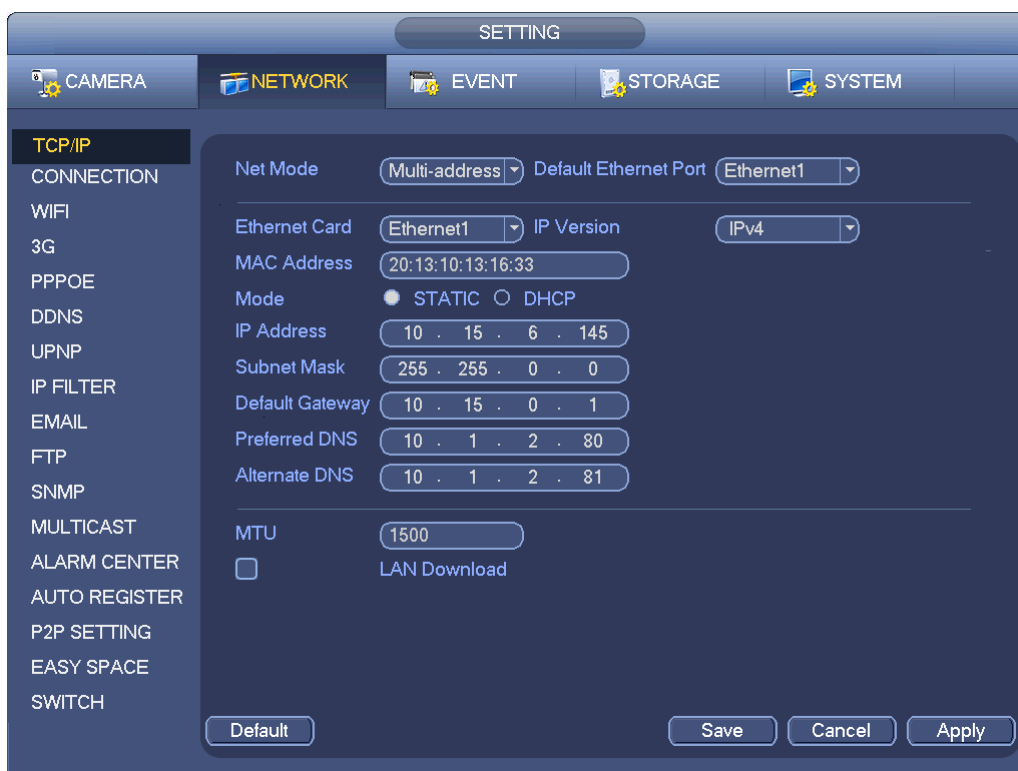 SETTING
CAMERA NETWORK EVENT STORAGE SYSTEM
TCP/IP
CONNECTION
WIFI
3G
PPPOE
DDNS
UPNP
IP FILTER
EMAIL
FTP
SNMP
MULTICAST
ALARM CENTER
AUTO REGISTER
P2P SETTING
EASY SPACE
SWITCH
Net Mode Multi-address Default Ethernet Port Ethernet1
Ethernet Card Ethernet1 IP Version IPv4
MAC Address 20:13:10:13:16:33
Mode STATIC DHCP
IP Address 10 . 15 . 6 . 145
Subnet Mask 255 . 255 . 0 . 0
Default Gateway 10 . 15 . 0 . 1
Preferred DNS 10 . 1 . 2 . 80
Alternate DNS 10 . 1 . 2 . 81
MTU 1500
LAN Download
Default Save Cancel Apply